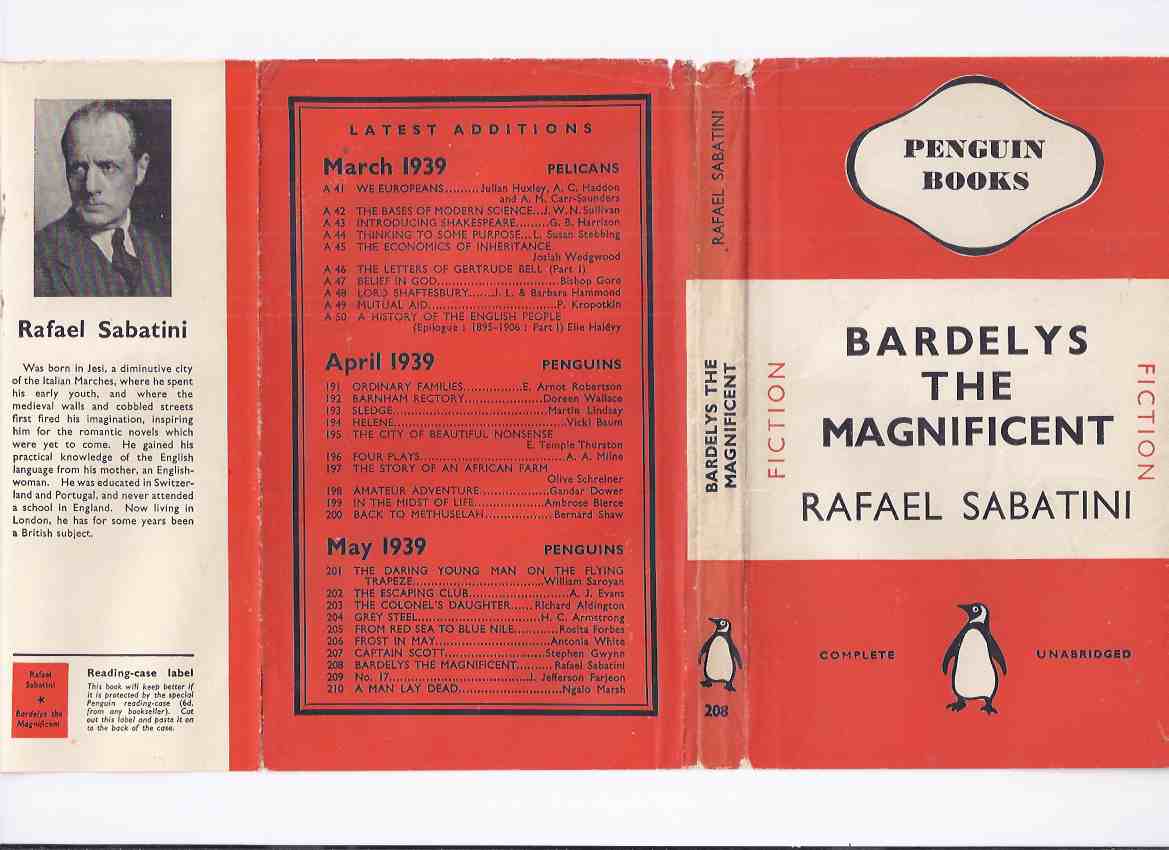 Rafael Sabatini
Was born in Jesi, a diminutive city
of the Italian Marches, where he spent
his early youth, and where the
medieval walls and cobbled streets
first fired his imagination, inspiring
him for the romantic novels which
were yet to come. He gained his
practical knowledge of the English
language from his mother, an English-
woman. He was educated in Switzer-
land and Portugal, and never attended
a school in England. Now living in
London, he has for some years been
a British subject.
Rafael
Sabatini
★
Bardelys the
Magnificent
Reading-case label
This book will keep better if
it is protected by the special
Penguin reading-case (6d.
from any bookseller). Cut
out this label and paste it on
to the back of the case.
LATEST ADDITIONS
March 1939 PELICANS
A 41 WE EUROPEANS.........Julian Huxley, A. C. Haddon
and A. M. Carr-Saunders
A 42 THE BASES OF MODERN SCIENCE...J. W. N. Sullivan
A 43 INTRODUCING SHAKESPEARE.........G. B. Harrison
A 44 THINKING TO SOME PURPOSE...L. Susan Stebbing
A 45 THE ECONOMICS OF INHERITANCE
Josiah Wedgwood
A 46 THE LETTERS OF GERTRUDE BELL (Part I)
A 47 BELIEF IN GOD..............................Bishop Gore
A 48 LORD SHAFTESBURY.......J. L. & Barbara Hammond
A 49 MUTUAL AID................................P. Kropotkin
A 50 A HISTORY OF THE ENGLISH PEOPLE
(Epilogue : 1895-1906 : Part I) Elie Halévy
April 1939 PENGUINS
191 ORDINARY FAMILIES...............E. Arnot Robertson
192 BARNHAM RECTORY......................Doreen Wallace
193 SLEDGE........................................Martin Lindsay
194 HELENE...........................................Vicki Baum
195 THE CITY OF BEAUTIFUL NONSENSE
E. Temple Thurston
196 FOUR PLAYS...................................A. A. Milne
197 THE STORY OF AN AFRICAN FARM
Olive Schreiner
198 AMATEUR ADVENTURE.................Gandar Dower
199 IN THE MIDST OF LIFE..................Ambrose Bierce
200 BACK TO METHUSELAH.................Bernard Shaw
May 1939 PENGUINS
201 THE DARING YOUNG MAN ON THE FLYING
TRAPEZE.................................William Saroyan
202 THE ESCAPING CLUB..........................A. J. Evans
203 THE COLONEL'S DAUGHTER......Richard Aldington
204 GREY STEEL...............................H. C. Armstrong
205 FROM RED SEA TO BLUE NILE...........Rosita Forbes
206 FROST IN MAY.............................Antonia White
207 CAPTAIN SCOTT...........................Stephen Gwynn
208 BARDELYS THE MAGNIFICENT.........Rafael Sabatini
209 No. 17.....................................J. Jefferson Farjeon
210 A MAN LAY DEAD..........................Ngaio Marsh
RAFAEL SABATINI
BARDELYS THE
MAGNIFICENT
208
PENGUIN
BOOKS
FICTION
BARDELYS
THE
MAGNIFICENT
RAFAEL SABATINI
FICTION
COMPLETE
UNABRIDGED